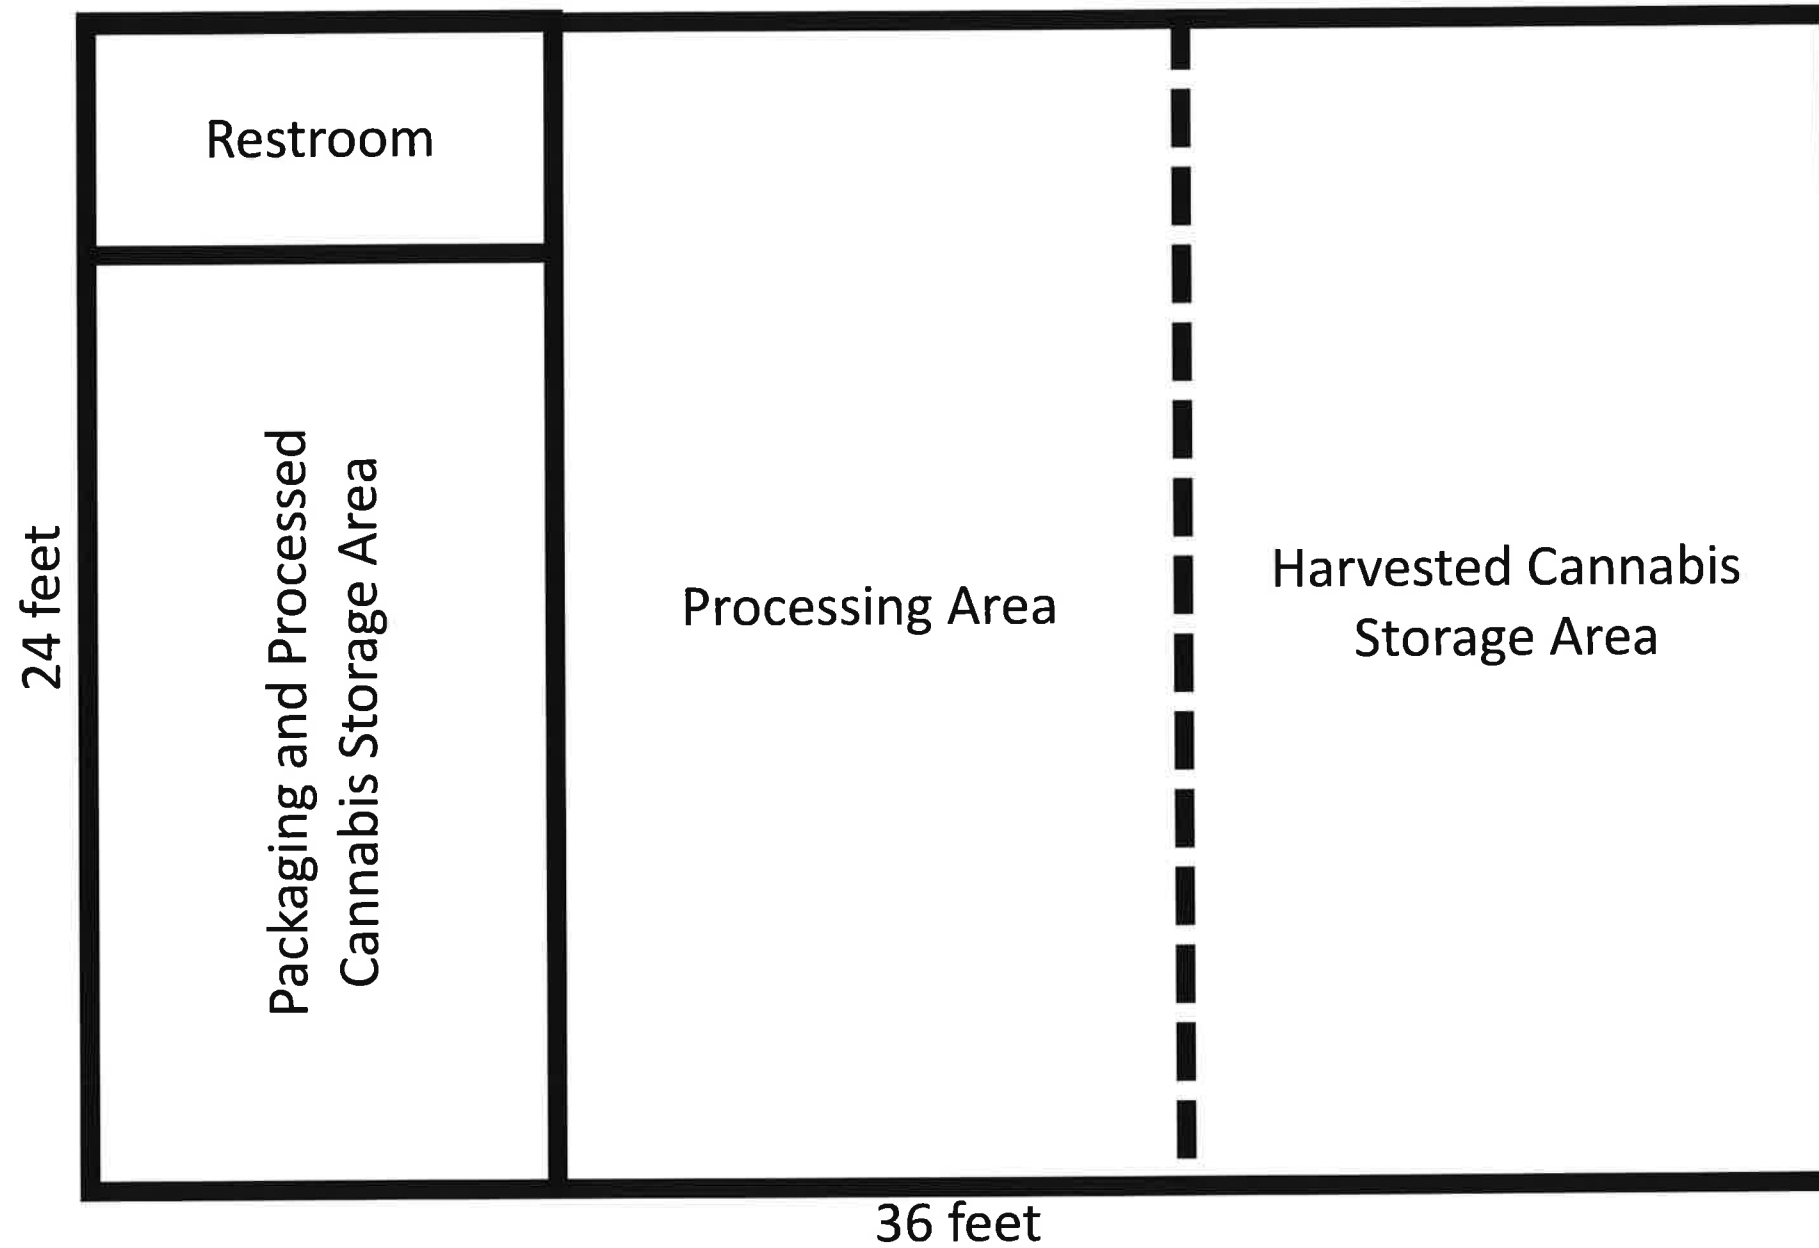 Restroom
Packaging and Processed
Cannabis Storage Area
Processing Area
Harvested Cannabis
Storage Area
24 feet
36 feet